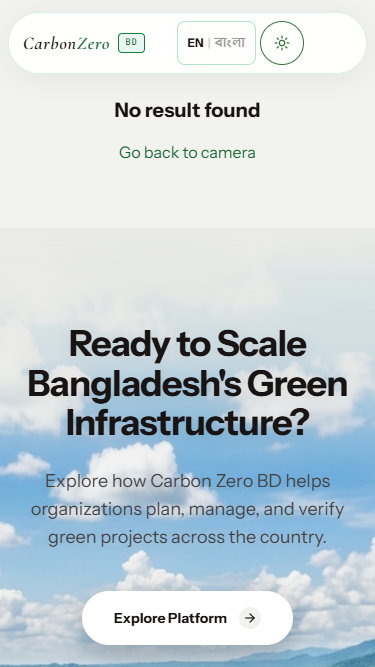 CarbonZero BD EN | বাংলা
No result found
Go back to camera
Ready to Scale
Bangladesh's Green
Infrastructure?
Explore how Carbon Zero BD helps
organizations plan, manage, and verify
green projects across the country.
Explore Platform